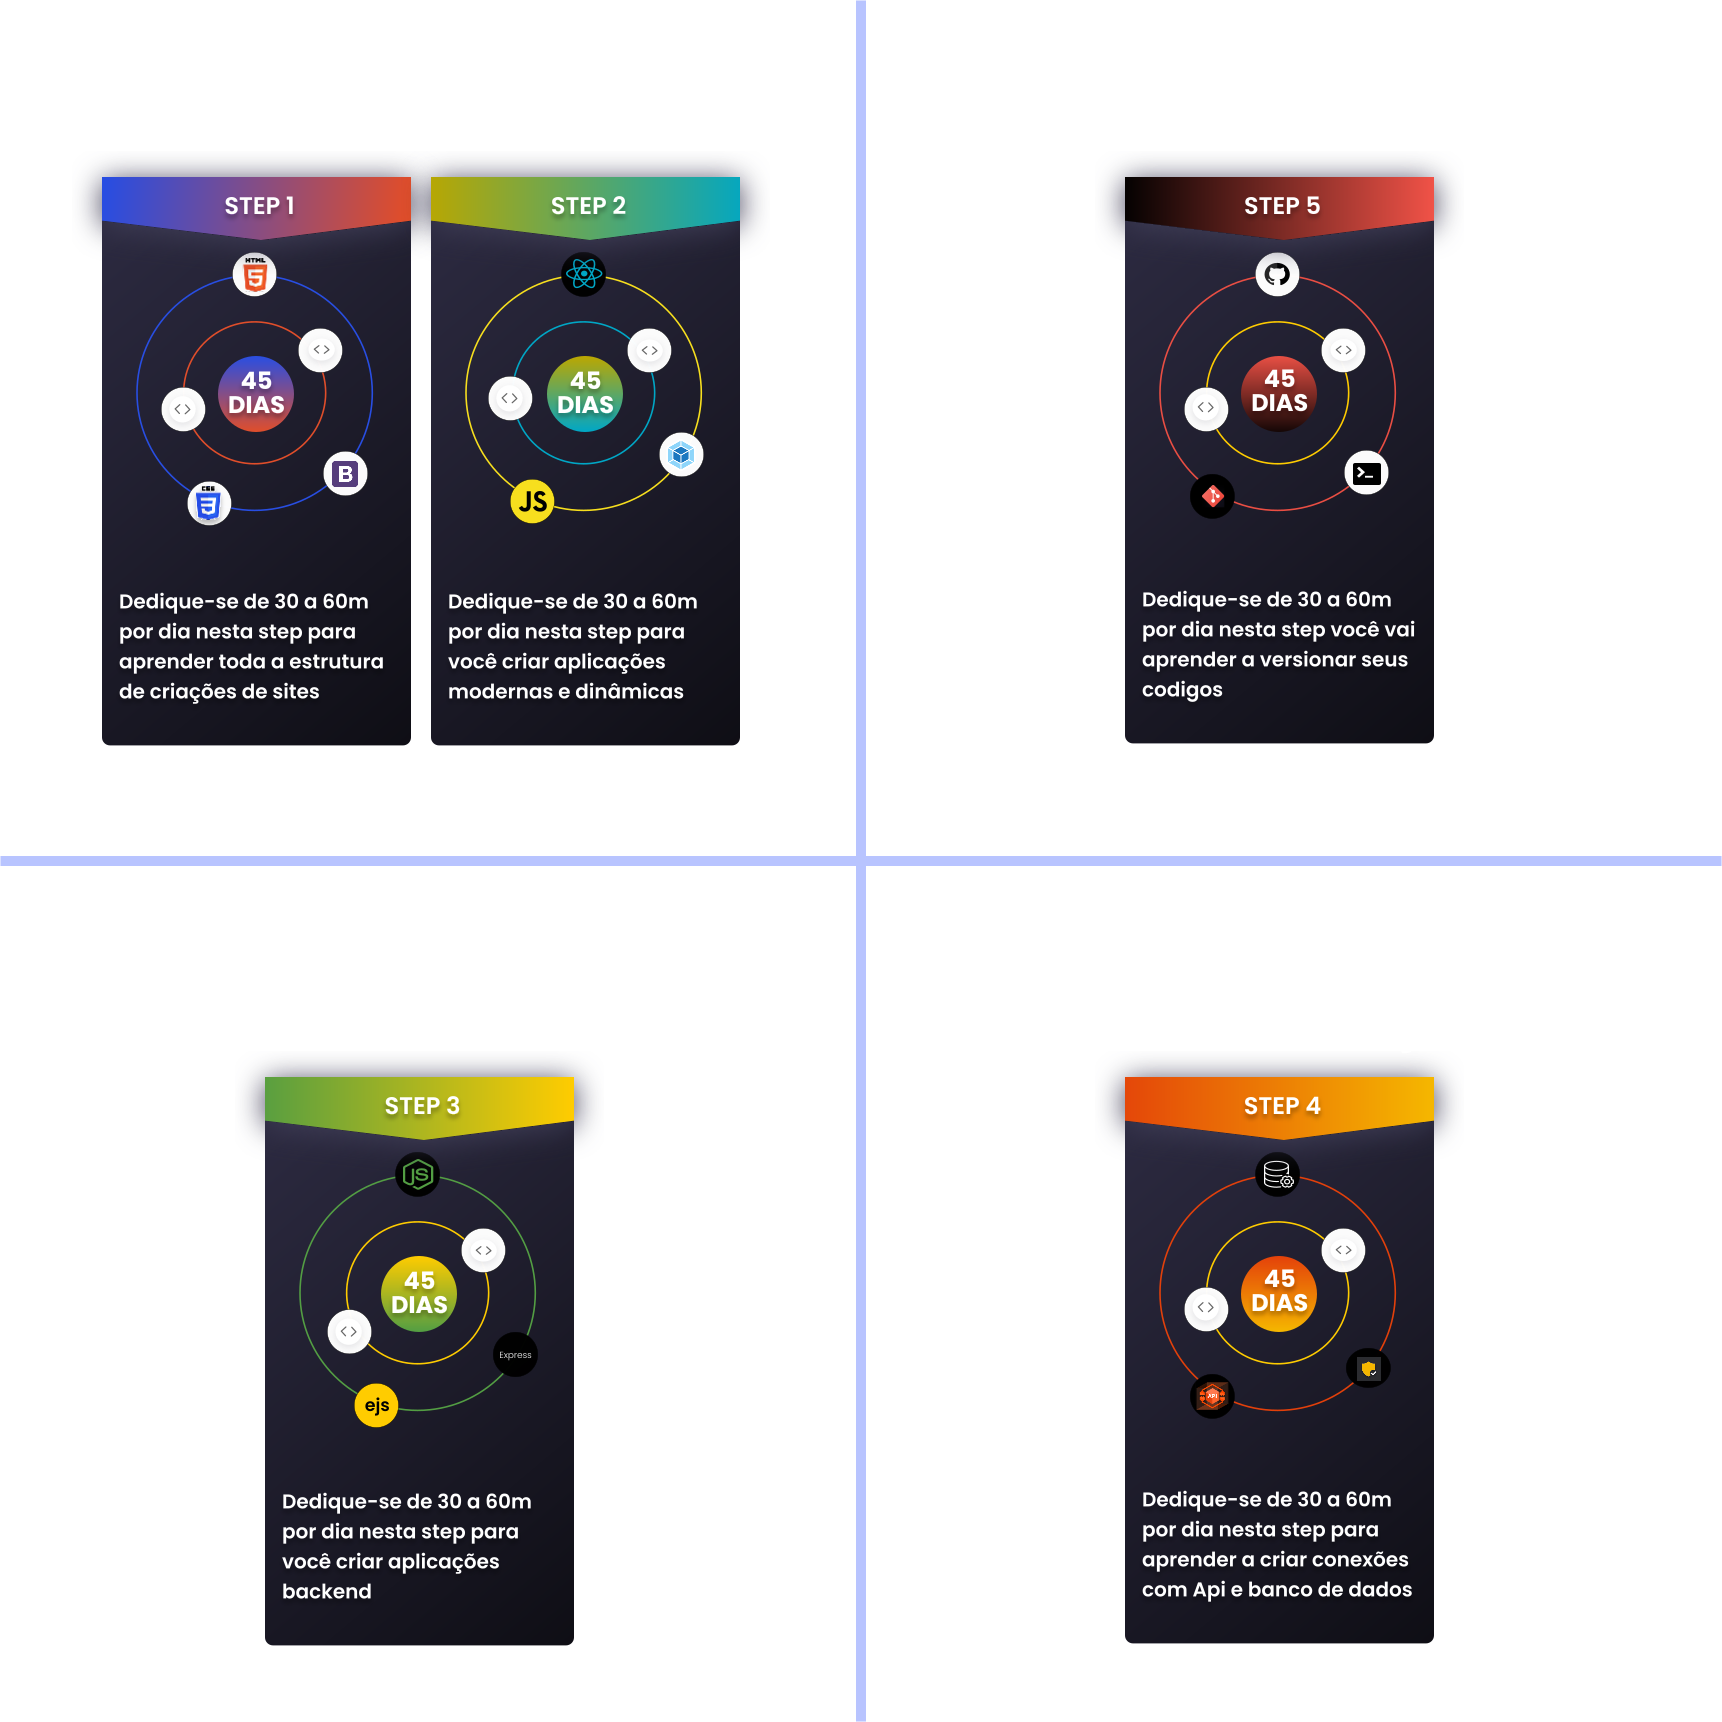 STEP 1
HTML
5
< >
45
DIAS
< >
B
CSS
3
Dedique-se de 30 a 60m
por dia nesta step para
aprender toda a estrutura
de criações de sites
STEP 2
< >
45
DIAS
< >
JS
Dedique-se de 30 a 60m
por dia nesta step para
você criar aplicações
modernas e dinâmicas
STEP 5
< >
45
DIAS
< >
>_
Dedique-se de 30 a 60m
por dia nesta step você vai
aprender a versionar seus
codigos
STEP 3
JS
< >
45
DIAS
< >
Express
ejs
Dedique-se de 30 a 60m
por dia nesta step para
você criar aplicações
backend
STEP 4
< >
45
DIAS
< >
API
Dedique-se de 30 a 60m
por dia nesta step para
aprender a criar conexões
com Api e banco de dados